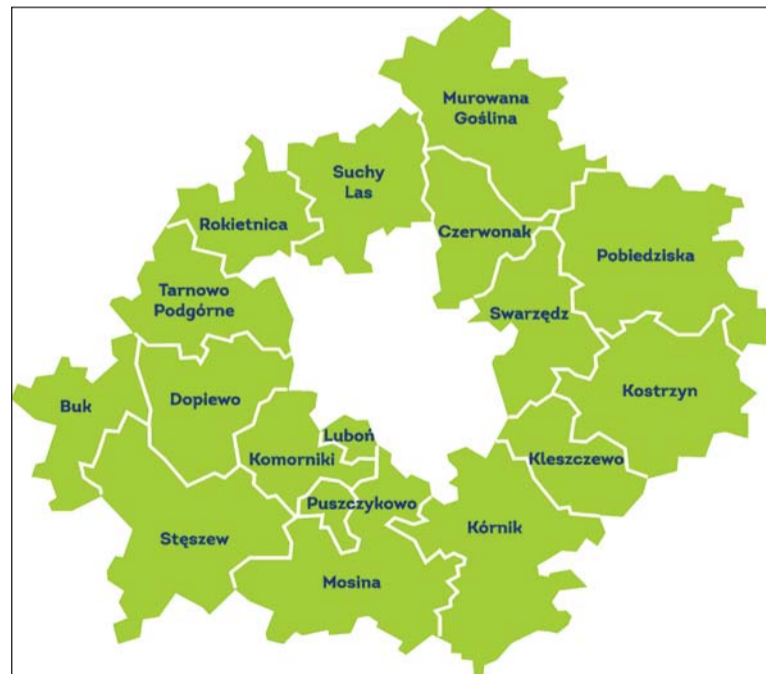 Murowana
Goślina
Suchy
Las
Rokietnica
Czerwonak
Pobiedziska
Tarnowo
Podgórne
Swarzędz
Buk
Dopiewo
Kostrzyn
Luboń
Komorniki
Kleszczewo
Puszczykowo
Kórnik
Stęszew
Mosina